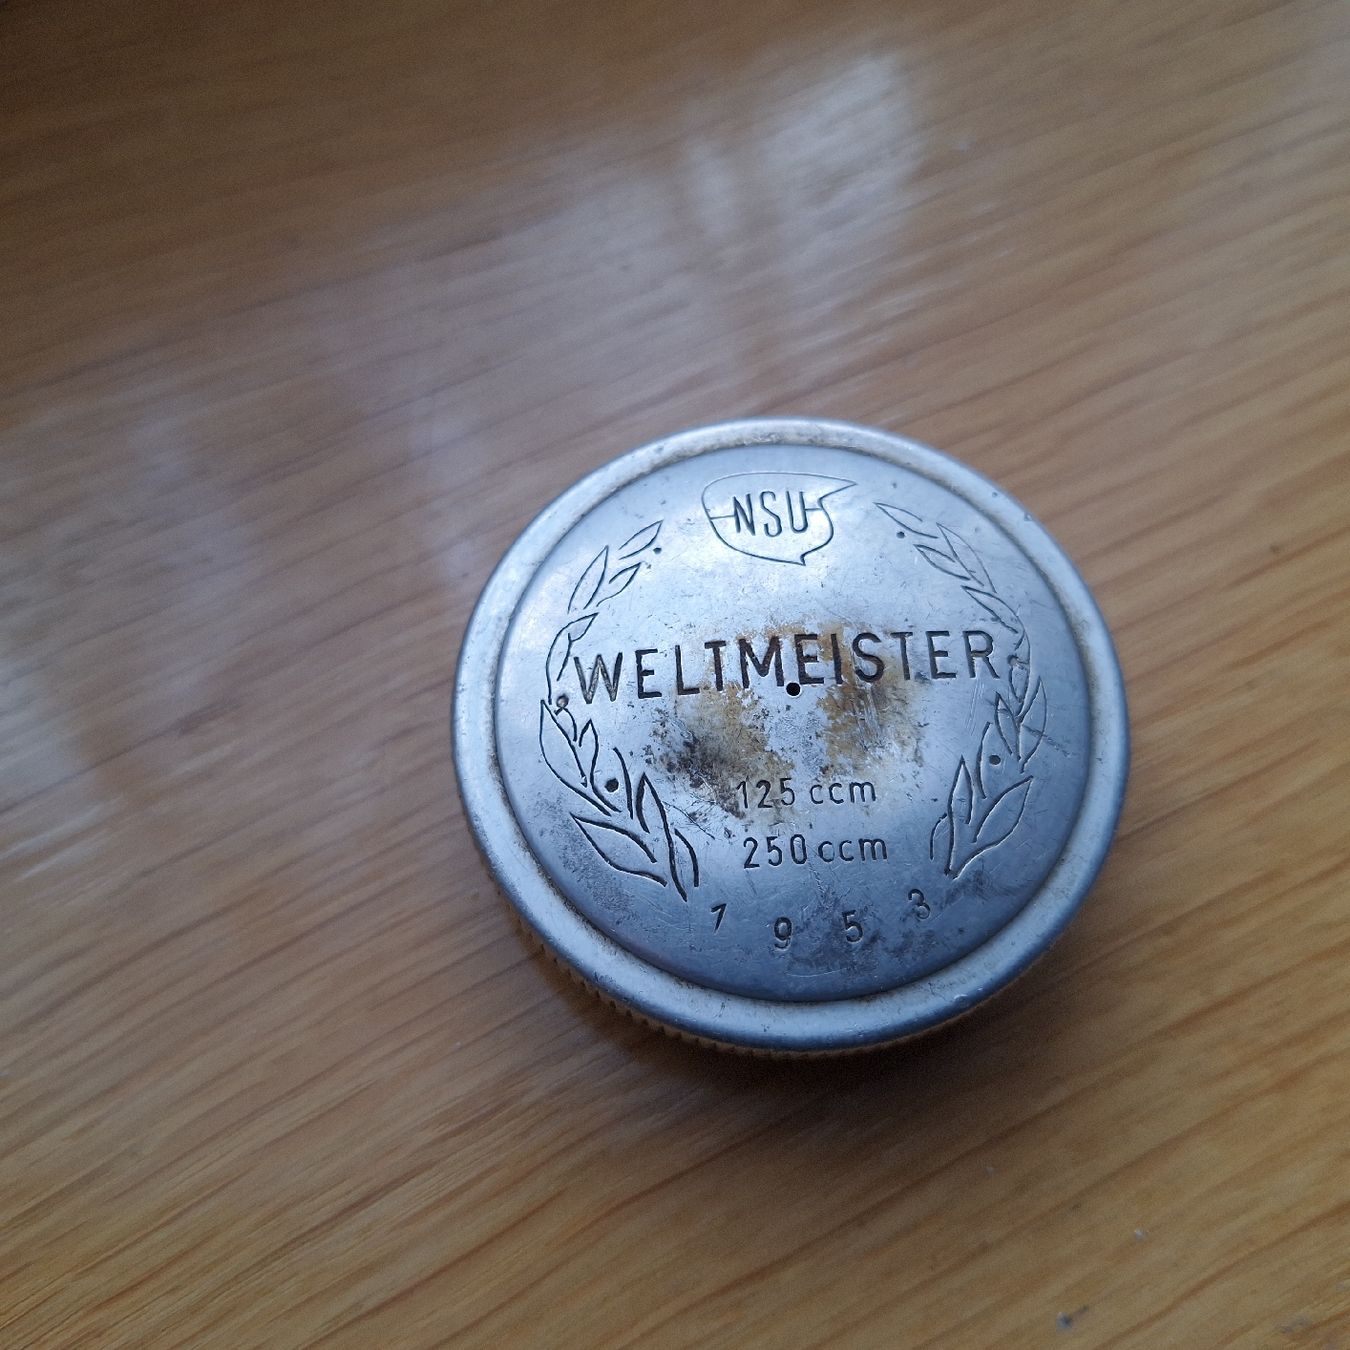 NSU
WELTMEISTER
125 ccm
250 ccm
1953